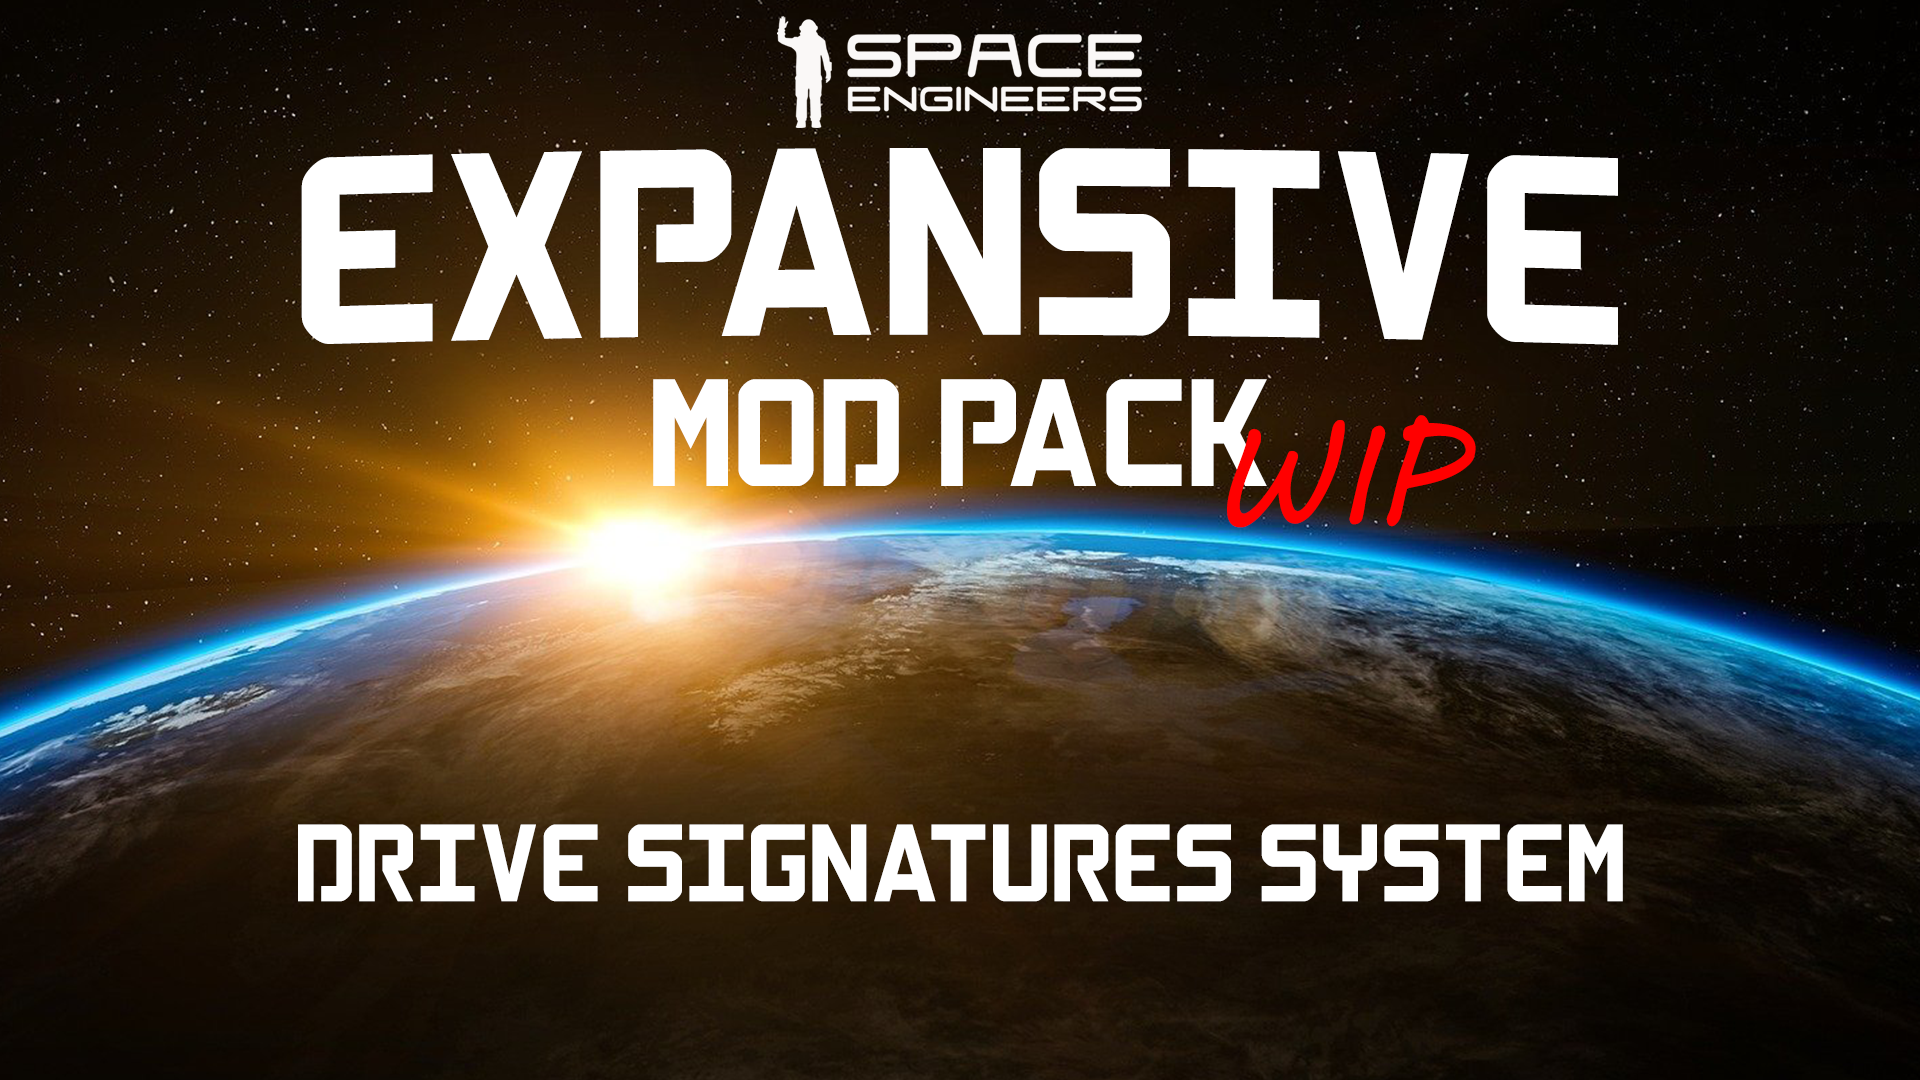 SPACE
ENGINEERS
EXPANSIVE
MOD PACK
WIP
DRIVE SIGNATURES SYSTEM